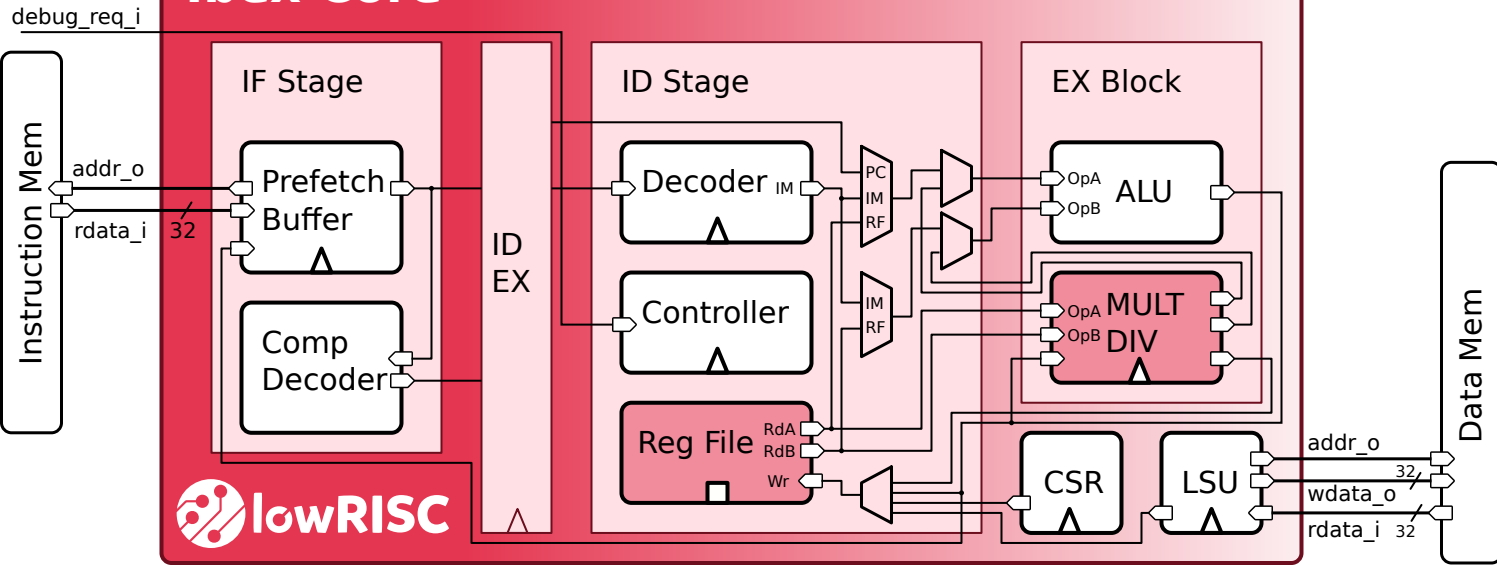 debug_req_i
IF Stage
ID Stage
EX Block
Instruction Mem
addr_o
rdata_i
32
Prefetch
Buffer
Comp
Decoder
ID
EX
Decoder
IM
Controller
Reg File
RdA
RdB
Wr
PC
IM
RF
IM
RF
OpA
OpB
ALU
OpA
OpB
MULT
DIV
CSR
LSU
addr_o
32
wdata_o
rdata_i
32
Data Mem
lowRISC